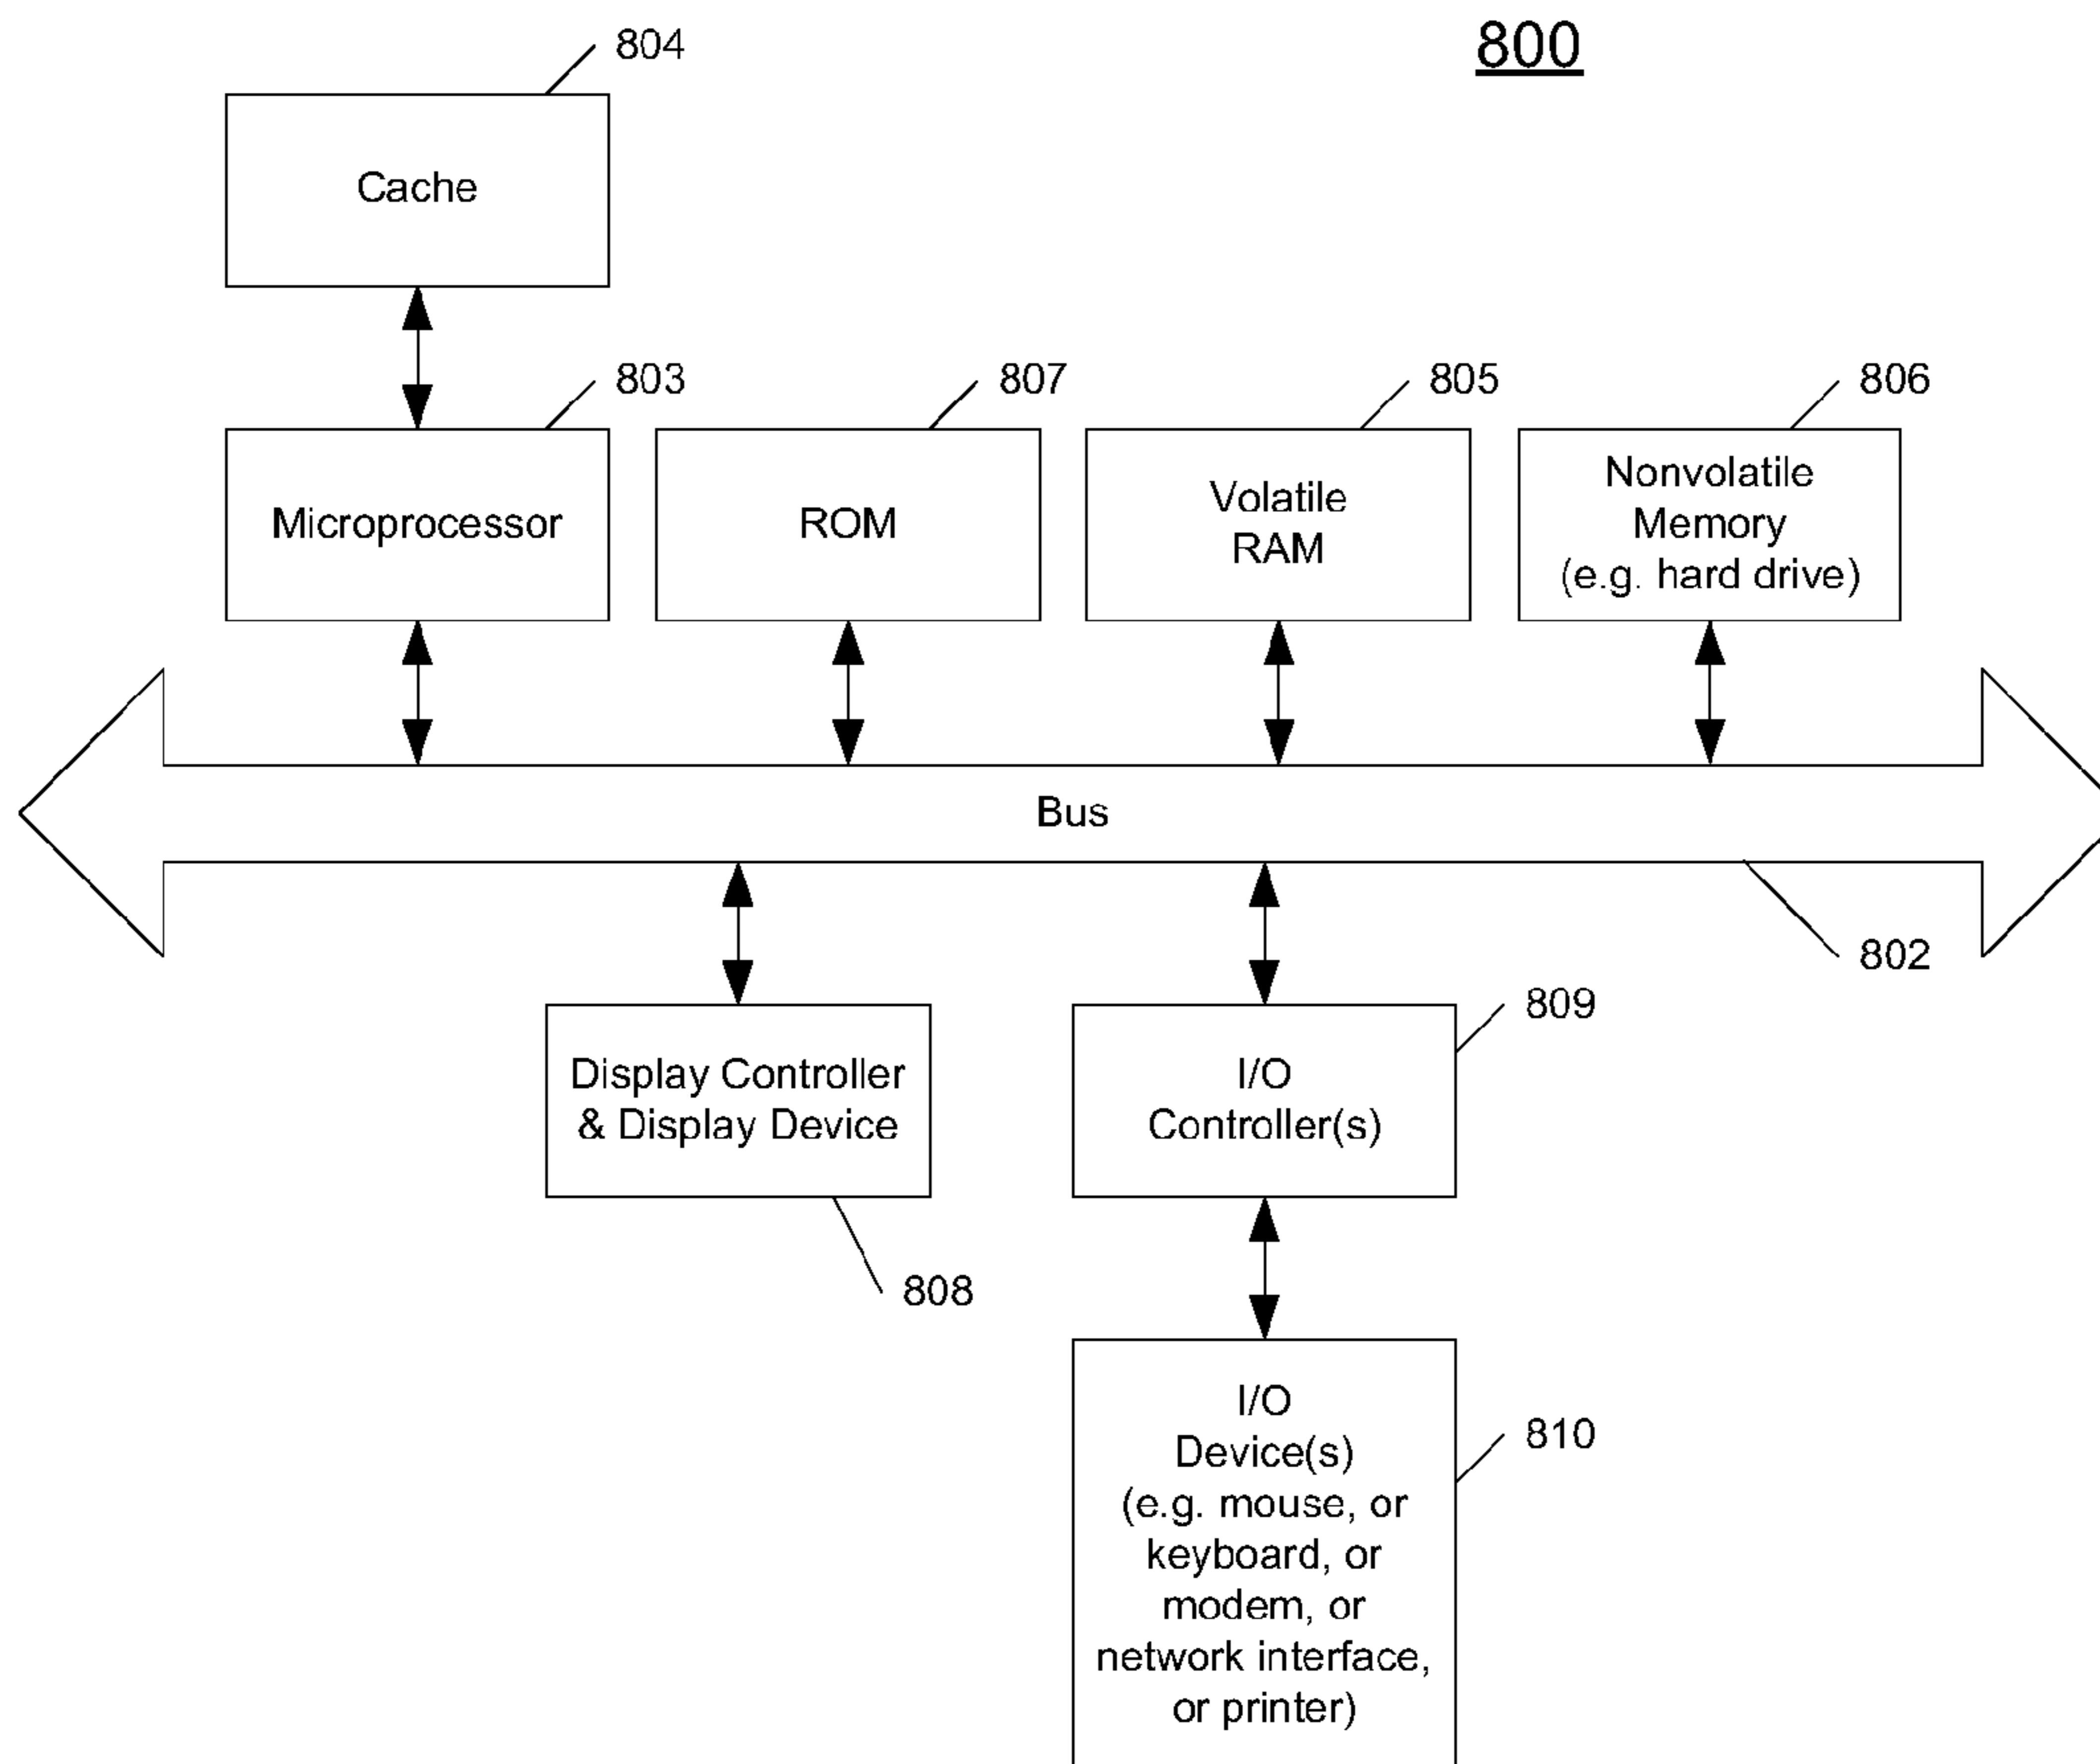 800
804
Cache
803
807
805
806
Microprocessor
ROM
Volatile
RAM
Nonvolatile
Memory
(e.g. hard drive)
Bus
802
809
Display Controller
& Display Device
I/O
Controller(s)
808
I/O
Device(s)
(e.g. mouse, or
keyboard, or
modem, or
network interface,
or printer)
810